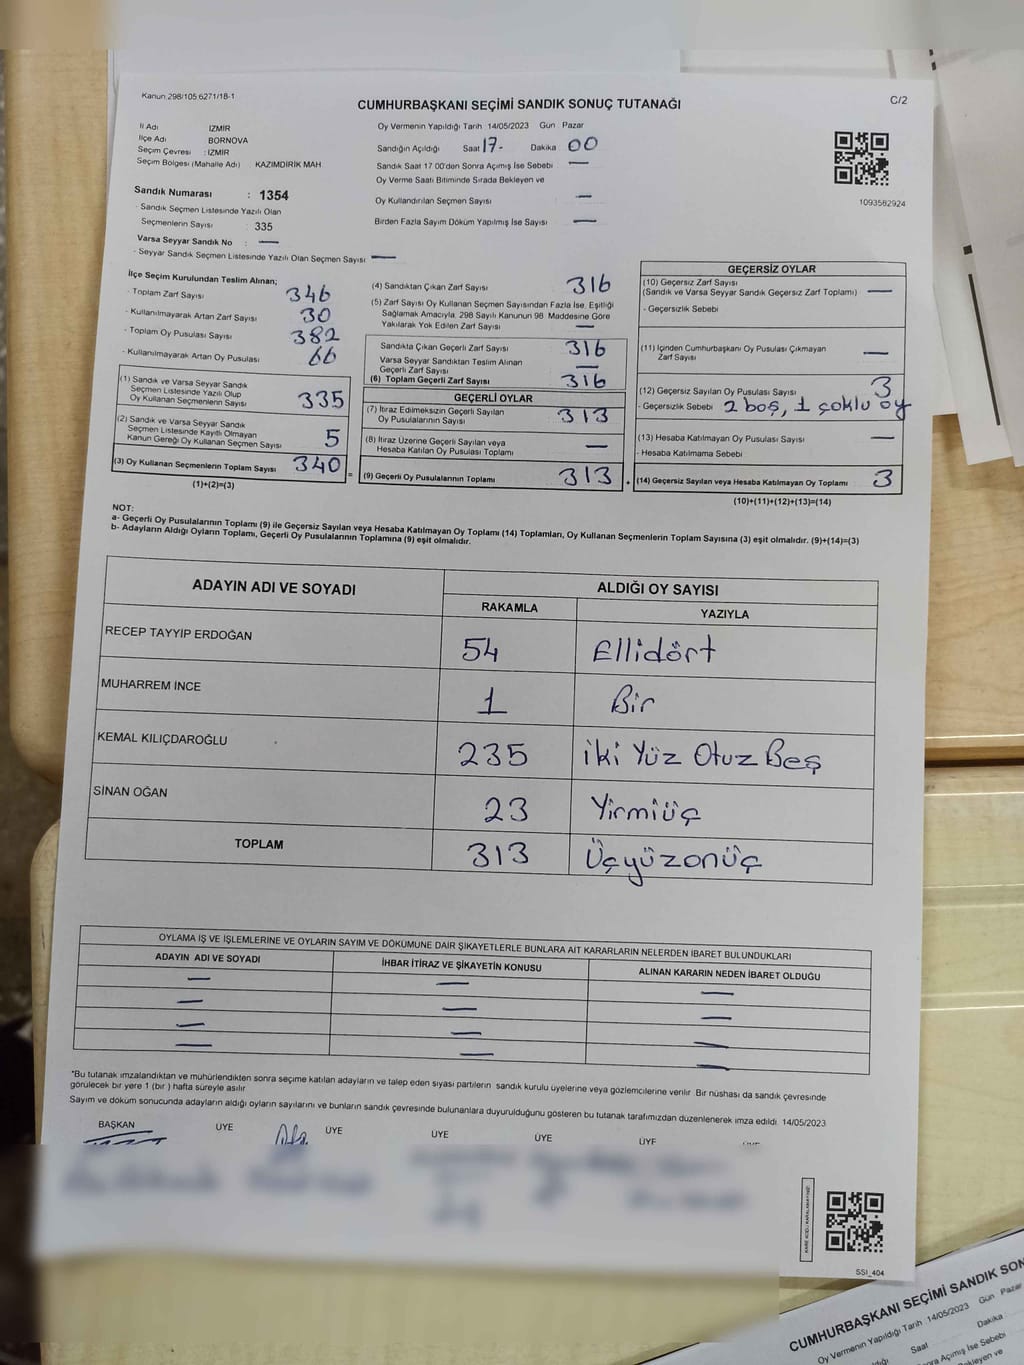 Kanun 298/105 6271/18-1
CUMHURBAŞKANI SEÇİMİ SANDIK SONUÇ TUTANAĞI
C/2
İl Adı İZMİR
İlçe Adı BORNOVA
Seçim Çevresi : İZMİR
Seçim Bölgesi (Mahalle Adı) KAZIMDİRİK MAH.
Oy Vermenin Yapıldığı Tarih 14/05/2023 Gün Pazar
Sandığın Açıldığı Saat 17- Dakika 00
Sandık Saat 17 00'den Sonra Açımış İse Sebebi —
Oy Verme Saati Bitiminde Sırada Bekleyen ve
Oy Kullandırılan Seçmen Sayısı —
Birden Fazla Sayım Döküm Yapılmış İse Sayısı —
1093582924
Sandık Numarası : 1354
- Sandık Seçmen Listesinde Yazılı Olan
Seçmenlerin Sayısı : 335
Varsa Seyyar Sandık No : —
- Seyyar Sandık Seçmen Listesinde Yazılı Olan Seçmen Sayısı —
İlçe Seçim Kurulundan Teslim Alınan;
- Toplam Zarf Sayısı 346
- Kullanılmayarak Artan Zarf Sayısı 30
- Toplam Oy Pusulası Sayısı 382
- Kullanılmayarak Artan Oy Pusulası 66
(1) Sandık ve Varsa Seyyar Sandık
Seçmen Listesinde Yazılı Olup
Oy Kullanan Seçmenlerin Sayısı 335
(2) Sandık ve Varsa Seyyar Sandık
Seçmen Listesinde Kayıtlı Olmayan
Kanun Gereği Oy Kullanan Seçmen Sayısı 5
(3) Oy Kullanan Seçmenlerin Toplam Sayısı 340 =
(1)+(2)=(3)
(4) Sandıktan Çıkan Zarf Sayısı 316
(5) Zarf Sayısı Oy Kullanan Seçmen Sayısından Fazla İse, Eşitliği
Sağlamak Amacıyla, 298 Sayılı Kanunun 98. Maddesine Göre
Yakılarak Yok Edilen Zarf Sayısı —
Sandıkta Çıkan Geçerli Zarf Sayısı 316
Varsa Seyyar Sandıktan Teslim Alınan
Geçerli Zarf Sayısı —
(6) Toplam Geçerli Zarf Sayısı 316
GEÇERLİ OYLAR
(7) İtiraz Edilmeksizin Geçerli Sayılan
Oy Pusulalarının Sayısı 313
(8) İtiraz Üzerine Geçerli Sayılan veya
Hesaba Katılan Oy Pusulası Toplamı —
(9) Geçerli Oy Pusulalarının Toplamı 313
GEÇERSİZ OYLAR
(10) Geçersiz Zarf Sayısı
(Sandık ve Varsa Seyyar Sandık Geçersiz Zarf Toplamı) —
- Geçersizlik Sebebi
(11) İçinden Cumhurbaşkanı Oy Pusulası Çıkmayan
Zarf Sayısı —
(12) Geçersiz Sayılan Oy Pusulası Sayısı 3
- Geçersizlik Sebebi 2 boş, 1 çoklu oy
(13) Hesaba Katılmayan Oy Pusulası Sayısı —
- Hesaba Katılmama Sebebi
(14) Geçersiz Sayılan veya Hesaba Katılmayan Oy Toplamı 3
(10)+(11)+(12)+(13)=(14)
NOT:
a- Geçerli Oy Pusulalarının Toplamı (9) ile Geçersiz Sayılan veya Hesaba Katılmayan Oy Toplamı (14) Toplamları, Oy Kullanan Seçmenlerin Toplam Sayısına (3) eşit olmalıdır. (9)+(14)=(3)
b- Adayların Aldığı Oyların Toplamı, Geçerli Oy Pusulalarının Toplamına (9) eşit olmalıdır.
ADAYIN ADI VE SOYADI
ALDIĞI OY SAYISI
RAKAMLA YAZIYLA
RECEP TAYYİP ERDOĞAN 54 Ellidört
MUHARREM İNCE 1 Bir
KEMAL KILIÇDAROĞLU 235 İki Yüz Otuz Beş
SİNAN OĞAN 23 Yirmiüç
TOPLAM 313 Üçyüzonüç
OYLAMA İŞ VE İŞLEMLERİNE VE OYLARIN SAYIM VE DÖKÜMÜNE DAİR ŞİKAYETLERLE BUNLARA AİT KARARLARIN NELERDEN İBARET BULUNDUKLARI
ADAYIN ADI VE SOYADI İHBAR İTİRAZ VE ŞİKAYETİN KONUSU ALINAN KARARIN NEDEN İBARET OLDUĞU
— — —
— — —
— — —
— — —
*Bu tutanak imzalandıktan ve mühürlendikten sonra seçime katılan adayların ve talep eden siyası partilerin sandık kurulu üyelerine veya gözlemcilerine verilir. Bir nüshası da sandık çevresinde
görülecek bir yere 1 (bir) hafta süreyle asılır
Sayım ve döküm sonucunda adayların aldığı oyların sayılarını ve bunların sandık çevresinde bulunanlara duyurulduğunu gösteren bu tutanak tarafımızdan düzenlenerek imza edildi. 14/05/2023
BAŞKAN ÜYE ÜYE ÜYE ÜYE ÜYE
SSI_404
CUMHURBAŞKANI SEÇİMİ SANDIK SON
Oy Vermenin Yapıldığı Tarih 14/05/2023 Gün Pazar
Saat Dakika
Açımış İse Sebebi